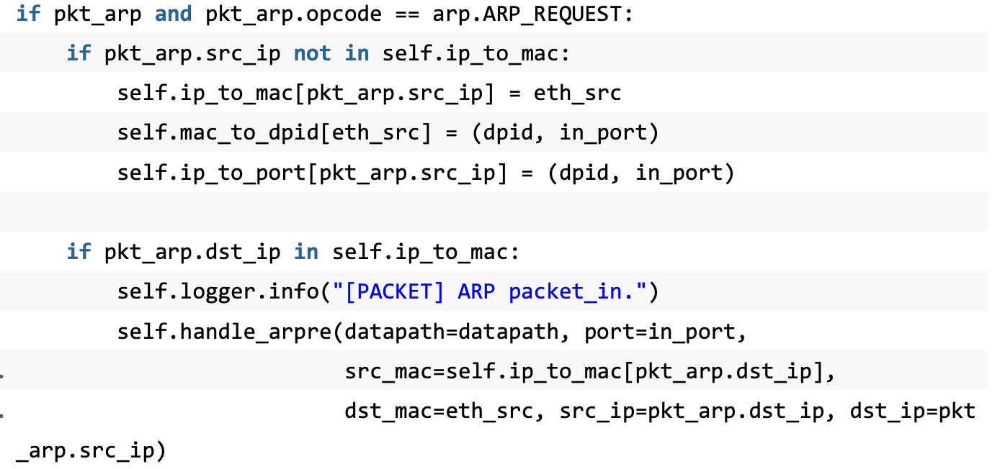 if pkt_arp and pkt_arp.opcode == arp.ARP_REQUEST:
    if pkt_arp.src_ip not in self.ip_to_mac:
        self.ip_to_mac[pkt_arp.src_ip] = eth_src
        self.mac_to_dpid[eth_src] = (dpid, in_port)
        self.ip_to_port[pkt_arp.src_ip] = (dpid, in_port)

    if pkt_arp.dst_ip in self.ip_to_mac:
        self.logger.info("[PACKET] ARP packet_in.")
        self.handle_arpre(datapath=datapath, port=in_port,
                          src_mac=self.ip_to_mac[pkt_arp.dst_ip],
                          dst_mac=eth_src, src_ip=pkt_arp.dst_ip, dst_ip=pkt
_arp.src_ip)